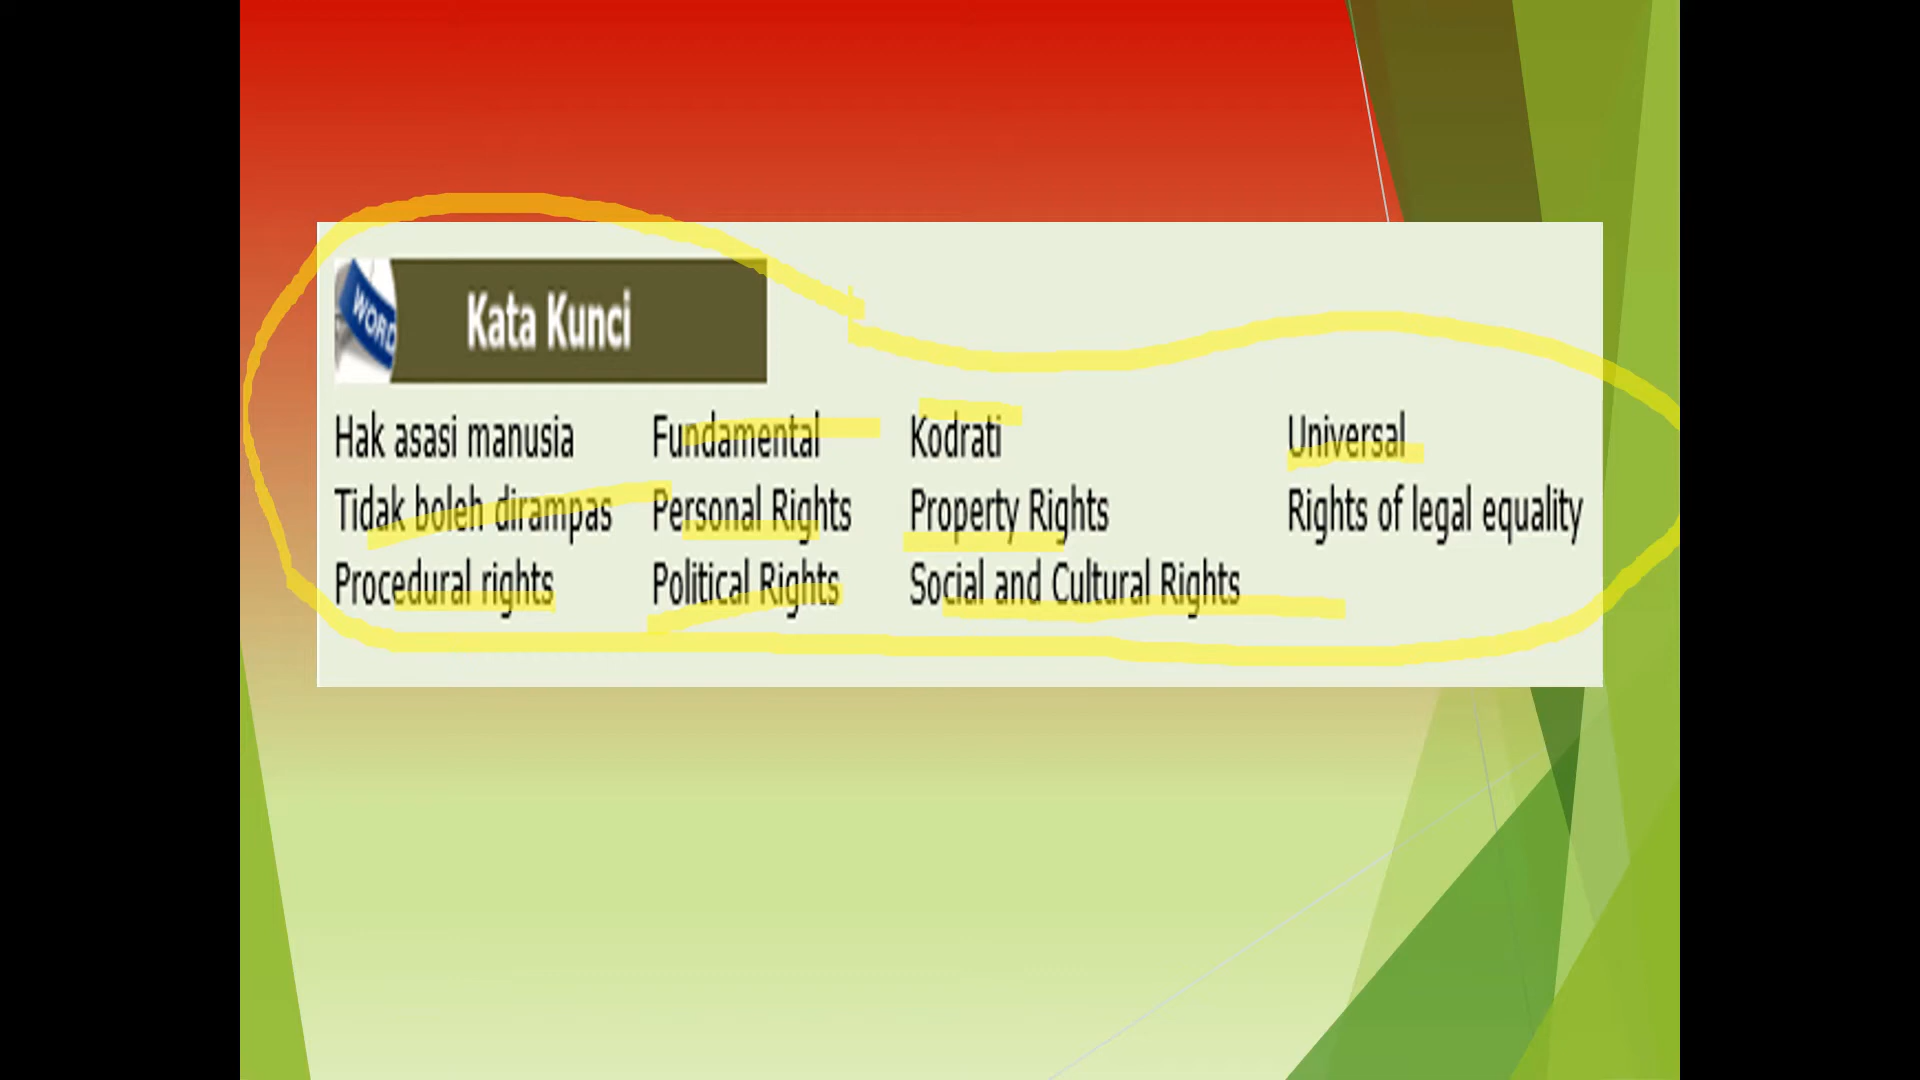 WORD
Kata Kunci
Hak asasi manusia Fundamental Kodrati Universal
Tidak boleh dirampas Personal Rights Property Rights Rights of legal equality
Procedural rights Political Rights Social and Cultural Rights